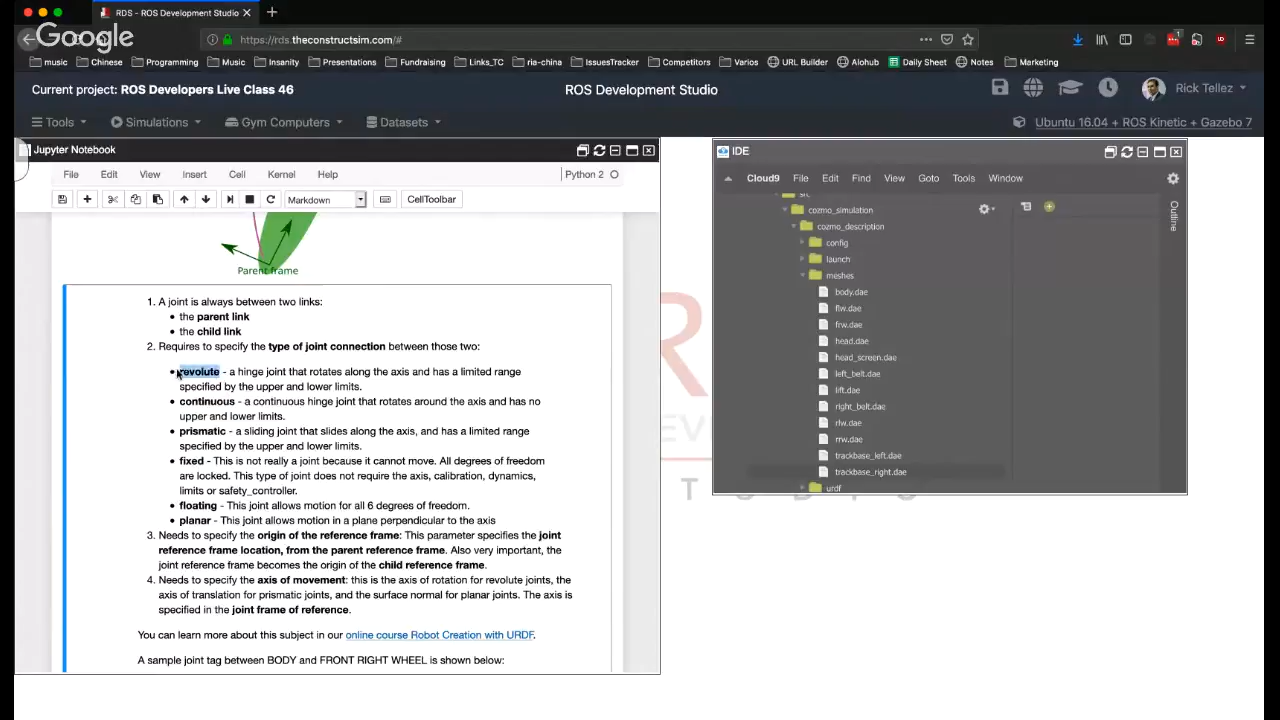 RDS - ROS Development Studio
Google
https://rds.theconstructsim.com/#
music Chinese Programming Music Insanity Presentations Fundraising Links_TC ria-china IssuesTracker Competitors Varios URL Builder Alohub Daily Sheet Notes Marketing
Current project: ROS Developers Live Class 46
ROS Development Studio
Rick Tellez
Tools Simulations Gym Computers Datasets
Ubuntu 16.04 + ROS Kinetic + Gazebo 7
Jupyter Notebook
File Edit View Insert Cell Kernel Help
Python 2
Markdown
CellToolbar
Parent frame
1. A joint is always between two links:
• the parent link
• the child link
2. Requires to specify the type of joint connection between those two:
• revolute - a hinge joint that rotates along the axis and has a limited range
specified by the upper and lower limits.
• continuous - a continuous hinge joint that rotates around the axis and has no
upper and lower limits.
• prismatic - a sliding joint that slides along the axis, and has a limited range
specified by the upper and lower limits.
• fixed - This is not really a joint because it cannot move. All degrees of freedom
are locked. This type of joint does not require the axis, calibration, dynamics,
limits or safety_controller.
• floating - This joint allows motion for all 6 degrees of freedom.
• planar - This joint allows motion in a plane perpendicular to the axis
3. Needs to specify the origin of the reference frame: This parameter specifies the joint
reference frame location, from the parent reference frame. Also very important, the
joint reference frame becomes the origin of the child reference frame.
4. Needs to specify the axis of movement: this is the axis of rotation for revolute joints, the
axis of translation for prismatic joints, and the surface normal for planar joints. The axis is
specified in the joint frame of reference.
You can learn more about this subject in our online course Robot Creation with URDF.
A sample joint tag between BODY and FRONT RIGHT WHEEL is shown below:
IDE
Cloud9 File Edit Find View Goto Tools Window
src
cozmo_simulation
cozmo_description
config
launch
meshes
body.dae
flw.dae
frw.dae
head.dae
head_screen.dae
left_belt.dae
lift.dae
right_belt.dae
rlw.dae
rrw.dae
trackbase_left.dae
trackbase_right.dae
urdf
Outline